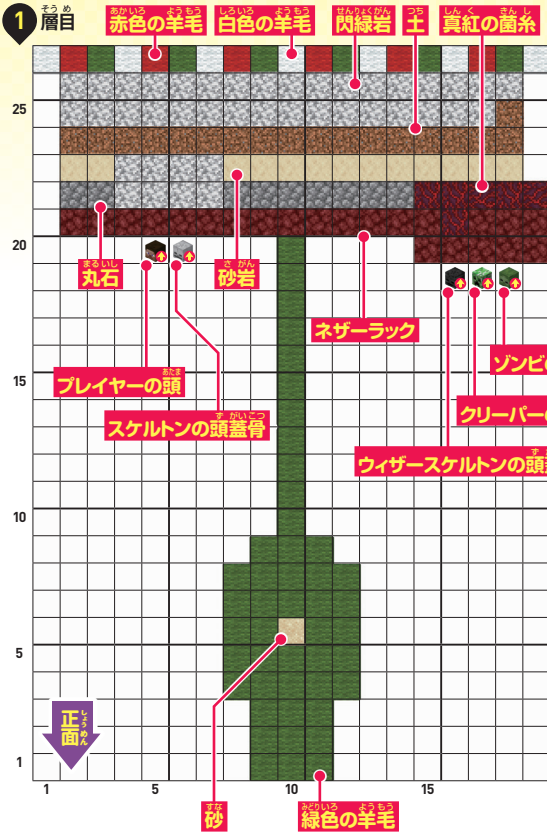 1 層目
そうめ
赤色の羊毛
あかいろ ようもう
白色の羊毛
しろいろ ようもう
閃緑岩
せんりょくがん
土
つち
真紅の菌糸
しんく きんし
25
20
丸石
まるいし
砂岩
さがん
ネザーラック
ゾンビの
15
プレイヤーの頭
あたま
クリーパーの
スケルトンの頭蓋骨
ずがいこつ
ウィザースケルトンの頭
ず
10
5
正面
しょうめん
1
1 5 10 15
砂
すな
緑色の羊毛
みどりいろ ようもう